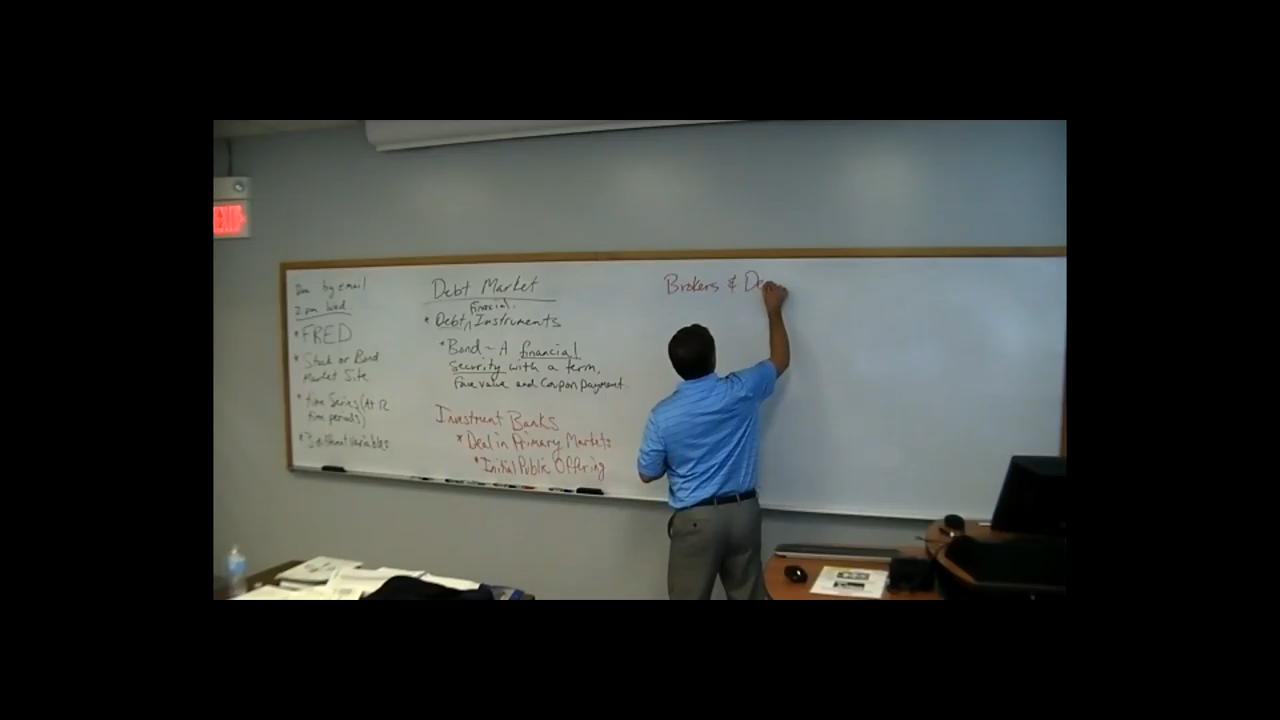 EXIT
Due by email
2pm Wed.
* FRED
* Stock or Bond
Market Site
* time Series (At 12
time periods)
* 3 different variables
Debt Market
financial
* Debt ^ Instruments
* Bond - A financial
security with a term,
face value and coupon payment.
Investment Banks
* Deal in Primary Markets
* Initial Public Offering
Brokers & De